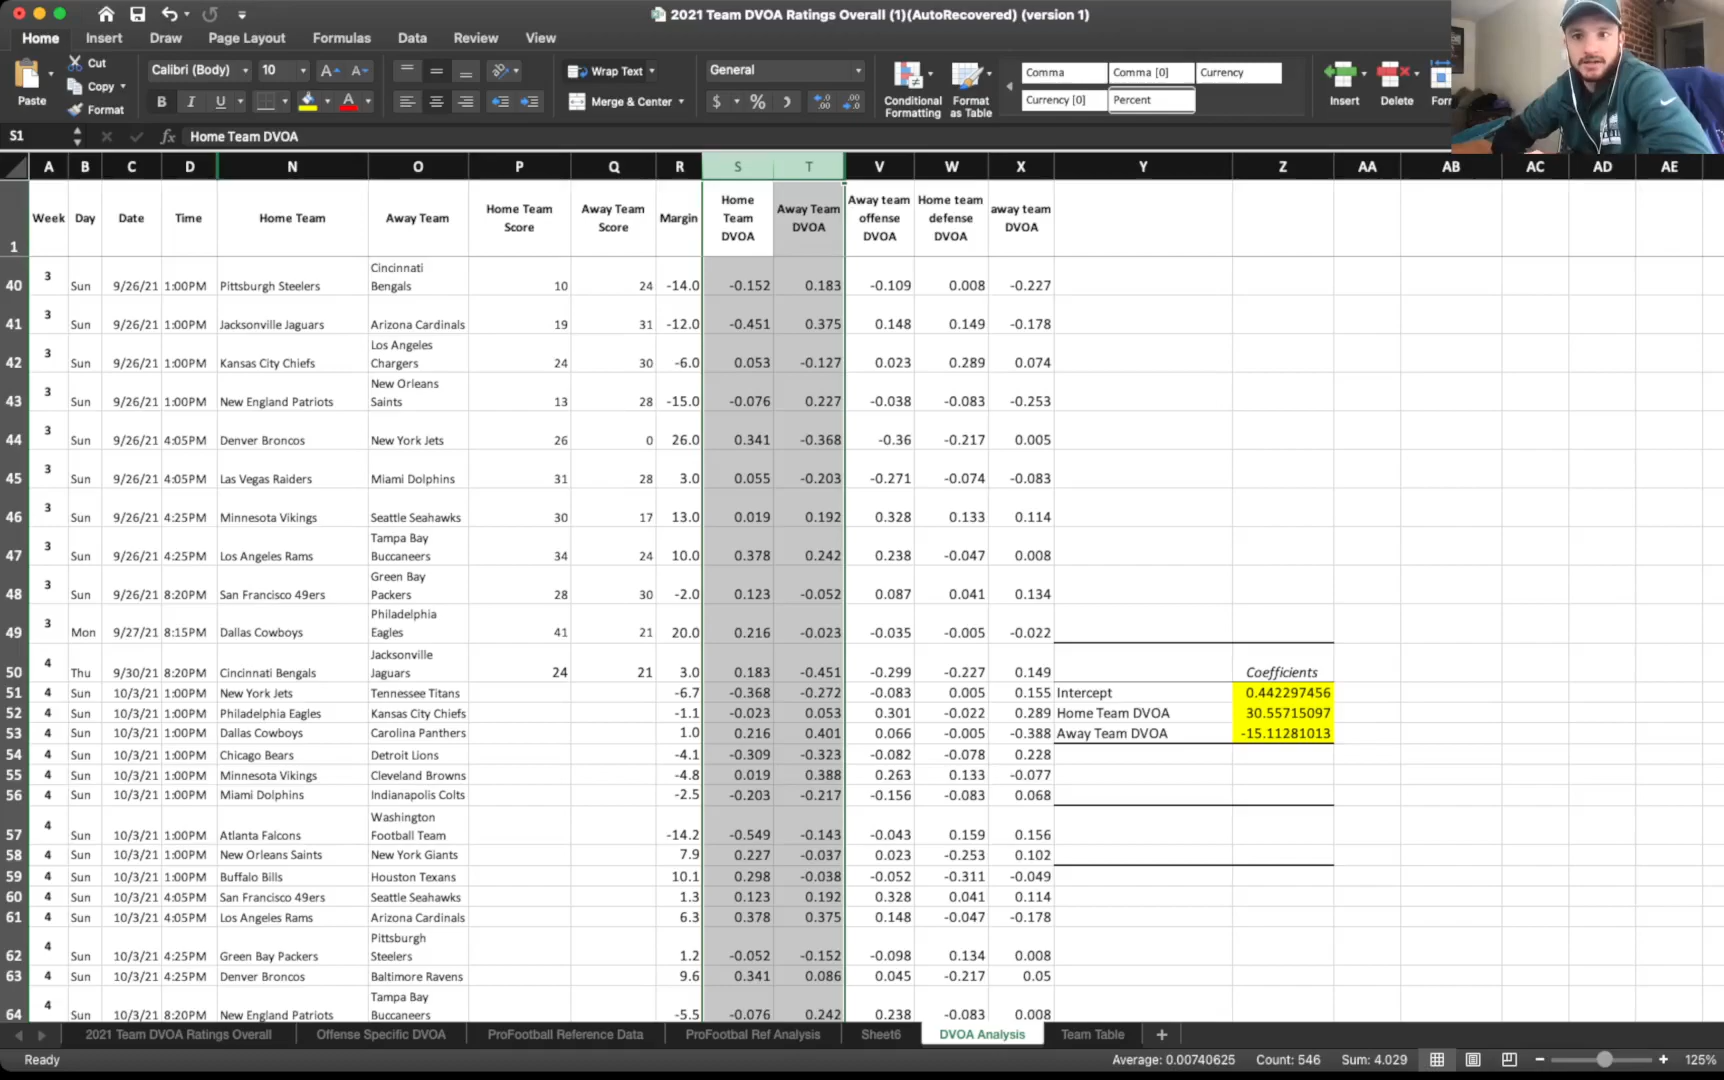 2021 Team DVOA Ratings Overall (1)(AutoRecovered) (version 1)
Home Insert Draw Page Layout Formulas Data Review View
Paste Cut Copy Format
Calibri (Body) 10 A A
B I U A
Wrap Text
Merge & Center
General
$ % )
Conditional Formatting
Format as Table
Comma Comma [0] Currency
Currency [0] Percent
Insert Delete Forr
S1 fx Home Team DVOA
A B C D N O P Q R S T V W X Y Z AA AB AC AD AE
1 Week Day Date Time Home Team Away Team Home Team Score Away Team Score Margin Home Team DVOA Away Team DVOA Away team offense DVOA Home team defense DVOA away team DVOA
40 3 Sun 9/26/21 1:00PM Pittsburgh Steelers Cincinnati Bengals 10 24 -14.0 -0.152 0.183 -0.109 0.008 -0.227
41 3 Sun 9/26/21 1:00PM Jacksonville Jaguars Arizona Cardinals 19 31 -12.0 -0.451 0.375 0.148 0.149 -0.178
42 3 Sun 9/26/21 1:00PM Kansas City Chiefs Los Angeles Chargers 24 30 -6.0 0.053 -0.127 0.023 0.289 0.074
43 3 Sun 9/26/21 1:00PM New England Patriots New Orleans Saints 13 28 -15.0 -0.076 0.227 -0.038 -0.083 -0.253
44 3 Sun 9/26/21 4:05PM Denver Broncos New York Jets 26 0 26.0 0.341 -0.368 -0.36 -0.217 0.005
45 3 Sun 9/26/21 4:05PM Las Vegas Raiders Miami Dolphins 31 28 3.0 0.055 -0.203 -0.271 -0.074 -0.083
46 3 Sun 9/26/21 4:25PM Minnesota Vikings Seattle Seahawks 30 17 13.0 0.019 0.192 0.328 0.133 0.114
47 3 Sun 9/26/21 4:25PM Los Angeles Rams Tampa Bay Buccaneers 34 24 10.0 0.378 0.242 0.238 -0.047 0.008
48 3 Sun 9/26/21 8:20PM San Francisco 49ers Green Bay Packers 28 30 -2.0 0.123 -0.052 0.087 0.041 0.134
49 3 Mon 9/27/21 8:15PM Dallas Cowboys Philadelphia Eagles 41 21 20.0 0.216 -0.023 -0.035 -0.005 -0.022
50 4 Thu 9/30/21 8:20PM Cincinnati Bengals Jacksonville Jaguars 24 21 3.0 0.183 -0.451 -0.299 -0.227 0.149 Coefficients
51 4 Sun 10/3/21 1:00PM New York Jets Tennessee Titans -6.7 -0.368 -0.272 -0.083 0.005 0.155 Intercept 0.442297456
52 4 Sun 10/3/21 1:00PM Philadelphia Eagles Kansas City Chiefs -1.1 -0.023 0.053 0.301 -0.022 0.289 Home Team DVOA 30.55715097
53 4 Sun 10/3/21 1:00PM Dallas Cowboys Carolina Panthers 1.0 0.216 0.401 0.066 -0.005 -0.388 Away Team DVOA -15.11281013
54 4 Sun 10/3/21 1:00PM Chicago Bears Detroit Lions -4.1 -0.309 -0.323 -0.082 -0.078 0.228
55 4 Sun 10/3/21 1:00PM Minnesota Vikings Cleveland Browns -4.8 0.019 0.388 0.263 0.133 -0.077
56 4 Sun 10/3/21 1:00PM Miami Dolphins Indianapolis Colts -2.5 -0.203 -0.217 -0.156 -0.083 0.068
57 4 Sun 10/3/21 1:00PM Atlanta Falcons Washington Football Team -14.2 -0.549 -0.143 -0.043 0.159 0.156
58 4 Sun 10/3/21 1:00PM New Orleans Saints New York Giants 7.9 0.227 -0.037 0.023 -0.253 0.102
59 4 Sun 10/3/21 1:00PM Buffalo Bills Houston Texans 10.1 0.298 -0.038 -0.052 -0.311 -0.049
60 4 Sun 10/3/21 4:05PM San Francisco 49ers Seattle Seahawks 1.3 0.123 0.192 0.328 0.041 0.114
61 4 Sun 10/3/21 4:05PM Los Angeles Rams Arizona Cardinals 6.3 0.378 0.375 0.148 -0.047 -0.178
62 4 Sun 10/3/21 4:25PM Green Bay Packers Pittsburgh Steelers 1.2 -0.052 -0.152 -0.098 0.134 0.008
63 4 Sun 10/3/21 4:25PM Denver Broncos Baltimore Ravens 9.6 0.341 0.086 0.045 -0.217 0.05
64 4 Sun 10/3/21 8:20PM New England Patriots Tampa Bay Buccaneers -5.5 -0.076 0.242 0.238 -0.083 0.008
2021 Team DVOA Ratings Overall Offense Specific DVOA ProFootball Reference Data ProFootbal Ref Analysis Sheet6 DVOA Analysis Team Table +
Ready Average: 0.00740625 Count: 546 Sum: 4.029 125%